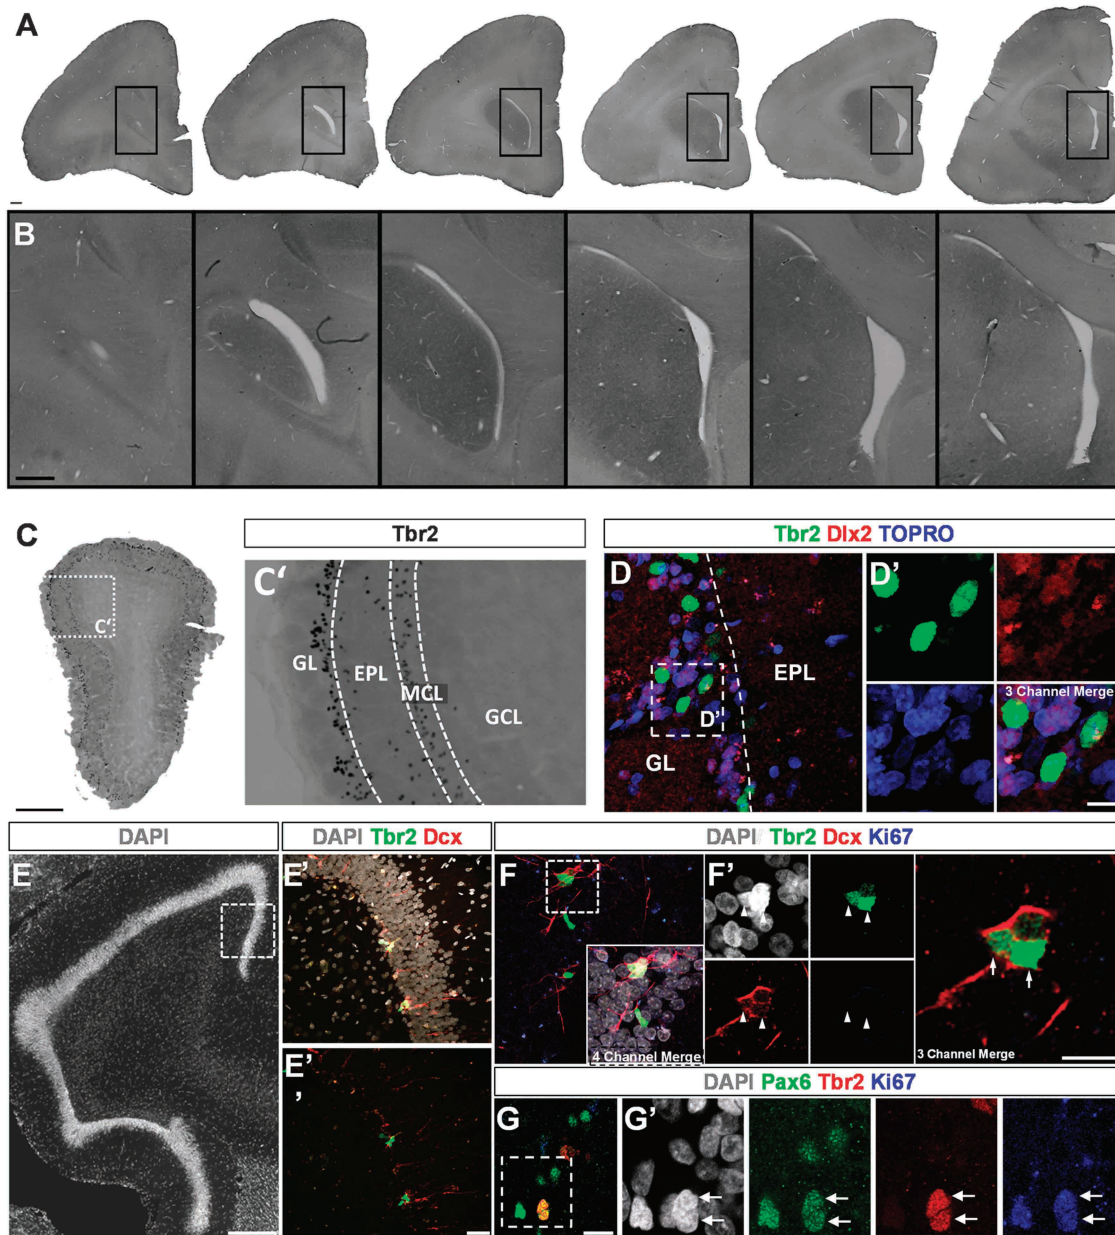 A
B
C
Tbr2
Tbr2 Dlx2 TOPRO
C'
C'
GL
EPL
MCL
GCL
D
D'
EPL
GL
D'
3 Channel Merge
DAPI
DAPI Tbr2 Dcx
DAPI Tbr2 Dcx Ki67
E
E'
E'
'
F
4 Channel Merge
F'
3 Channel Merge
DAPI Pax6 Tbr2 Ki67
G
G'